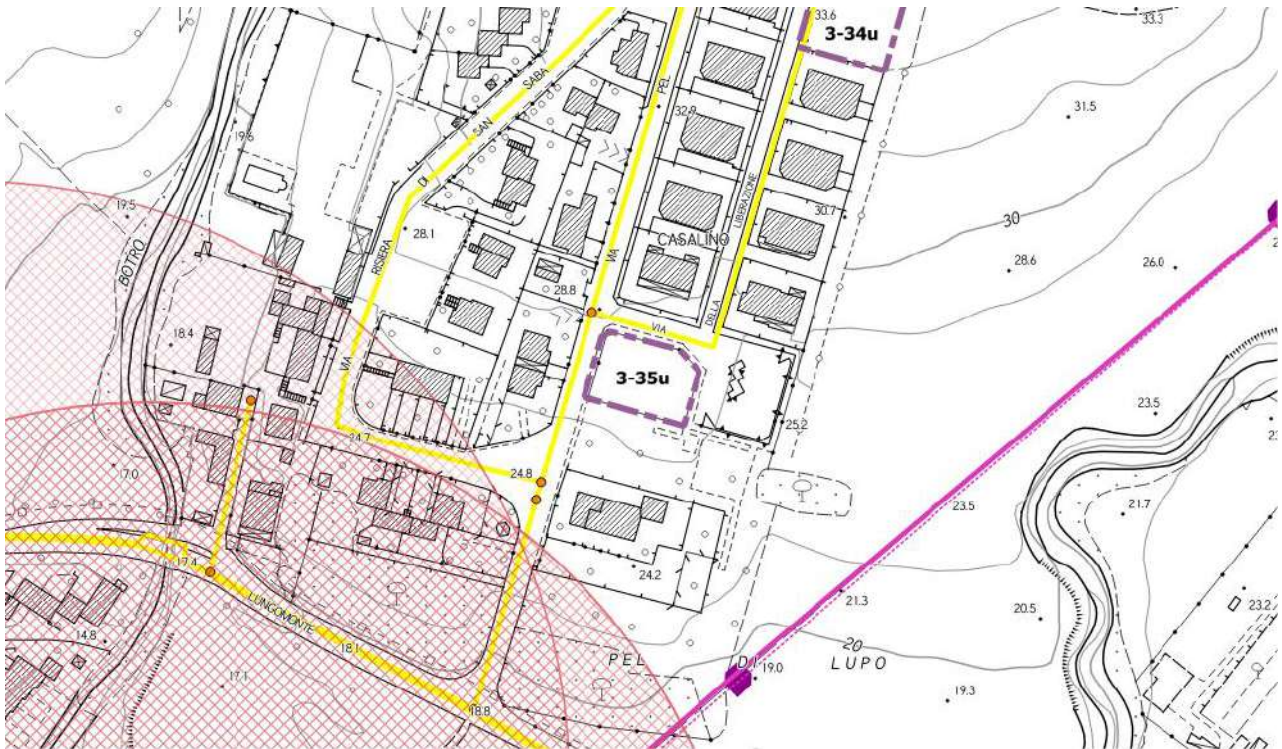 33.6
3-34u
33.3
SABA
SAN
DI
RISIERA
VIA
PEL
32.9
31.5
19.6
LIBERAZIONE
19.5
30.7
28.1
CASALINO
30
BOTRO
VIA
28.6
26.0
28.8
DELLA
VIA
18.4
3-35u
23.5
25.2
24.7
24.8
17.0
23.5
21.7
17.4
24.2
LUNGOMONTE
21.3
20.5
23.2
14.8
18.1
20
PEL DI LUPO
19.0
17.1
19.3
18.8